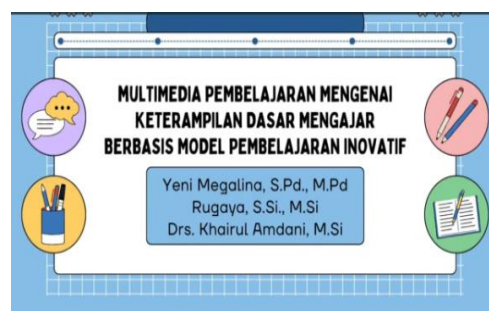 MULTIMEDIA PEMBELAJARAN MENGENAI
KETERAMPILAN DASAR MENGAJAR
BERBASIS MODEL PEMBELAJARAN INOVATIF
Yeni Megalina, S.Pd., M.Pd
Rugaya, S.Si., M.Si
Drs. Khairul Amdani, M.Si